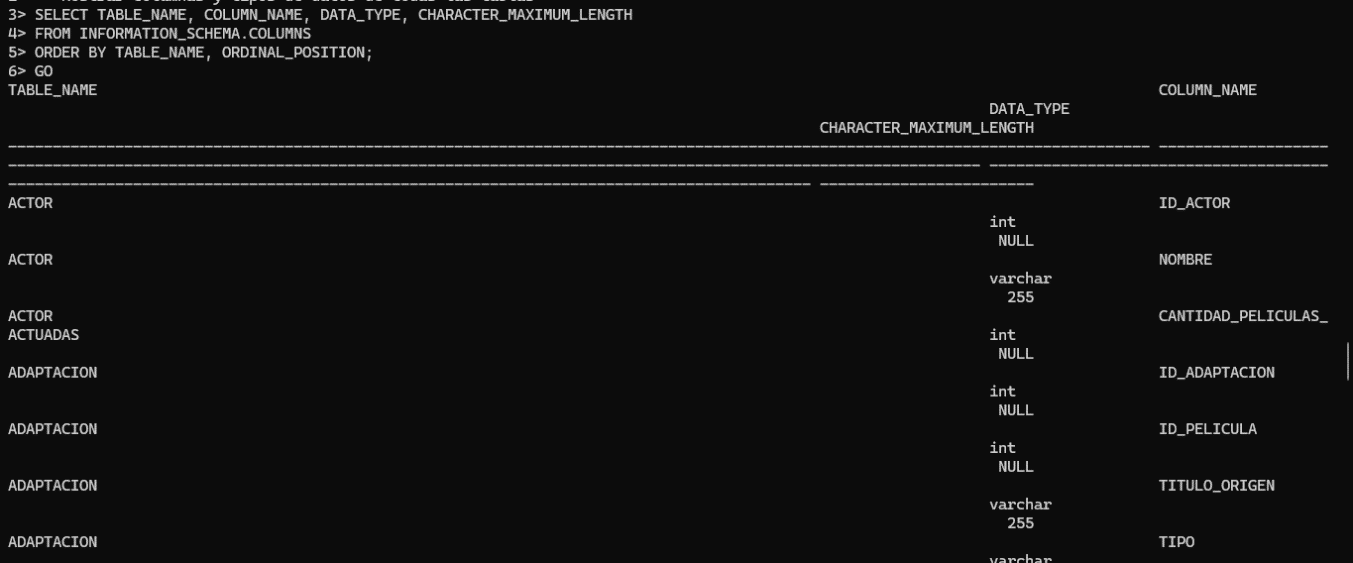 3> SELECT TABLE_NAME, COLUMN_NAME, DATA_TYPE, CHARACTER_MAXIMUM_LENGTH
4> FROM INFORMATION_SCHEMA.COLUMNS
5> ORDER BY TABLE_NAME, ORDINAL_POSITION;
6> GO
TABLE_NAME COLUMN_NAME
DATA_TYPE
CHARACTER_MAXIMUM_LENGTH
ACTOR ID_ACTOR
int
NULL
ACTOR NOMBRE
varchar
255
ACTOR CANTIDAD_PELICULAS_
ACTUADAS int
NULL
ADAPTACION ID_ADAPTACION
int
NULL
ADAPTACION ID_PELICULA
int
NULL
ADAPTACION TITULO_ORIGEN
varchar
255
ADAPTACION TIPO
varchar